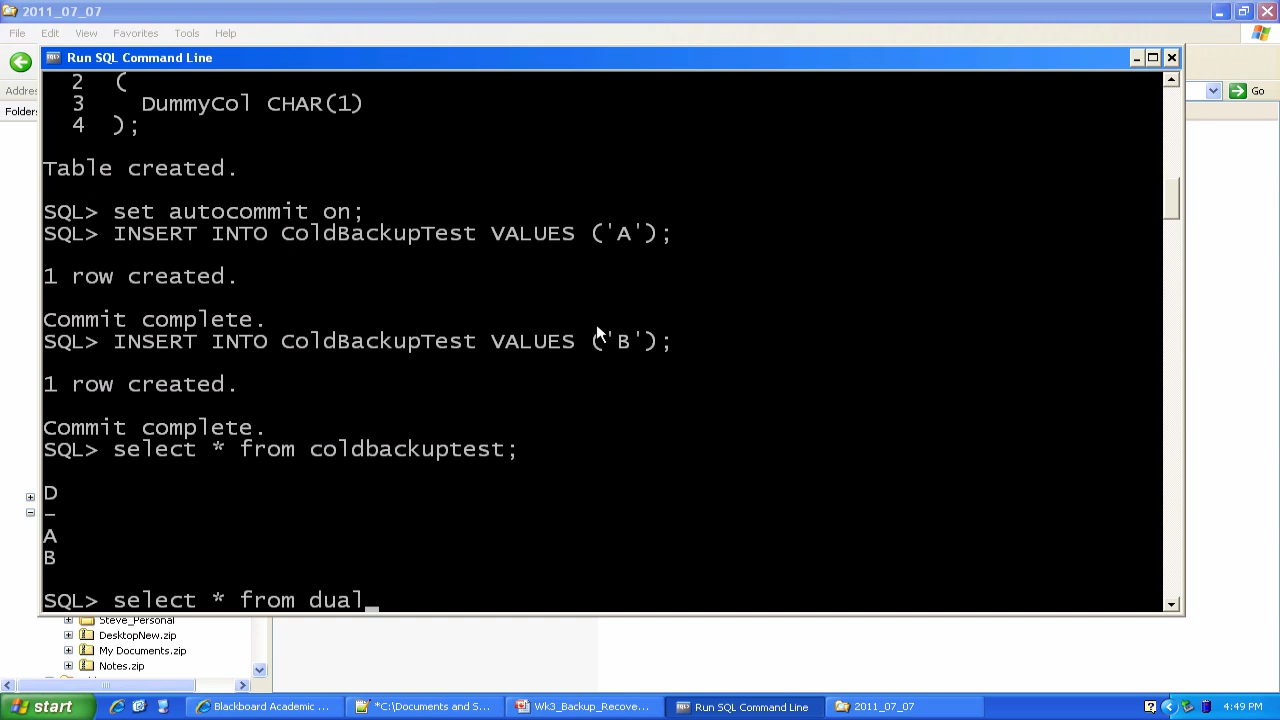 2011_07_07
File Edit View Favorites Tools Help
Run SQL Command Line
Go
Folders
2 (
3 DummyCol CHAR(1)
4 );
Table created.
SQL> set autocommit on;
SQL> INSERT INTO ColdBackupTest VALUES ('A');
1 row created.
Commit complete.
SQL> INSERT INTO ColdBackupTest VALUES ('B');
1 row created.
Commit complete.
SQL> select * from coldbackuptest;
D
-
A
B
SQL> select * from dual_
Steve_Personal
DesktopNew.zip
My Documents.zip
Notes.zip
start
Blackboard Academic ...
*C:\Documents and S...
Wk3_Backup_Recove...
Run SQL Command Line
2011_07_07
4:49 PM